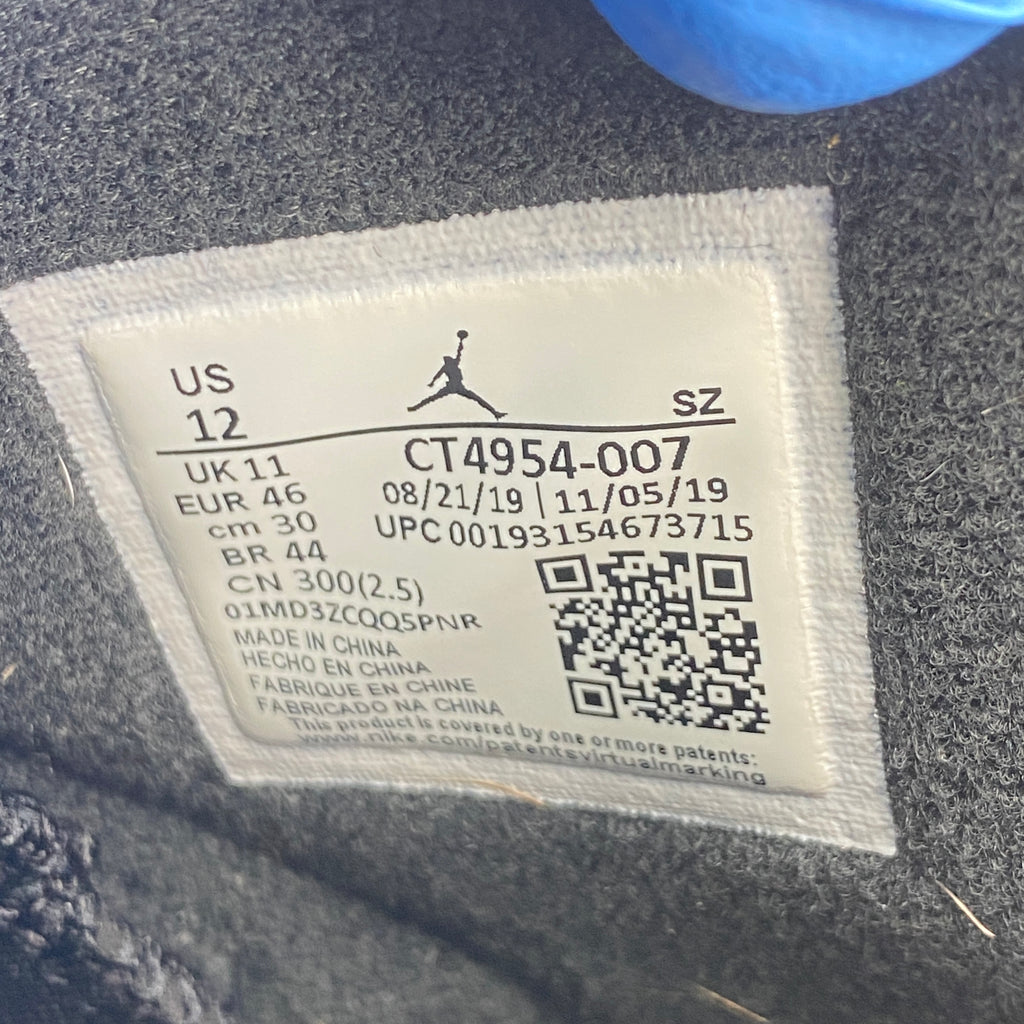 US
12
SZ
UK 11
EUR 46
cm 30
BR 44
CN 300(2.5)
CT4954-007
08/21/19 | 11/05/19
UPC 00193154673715
01MD3ZCQQ5PNR
MADE IN CHINA
HECHO EN CHINA
FABRIQUE EN CHINE
FABRICADO NA CHINA
This product is covered by one or more patents:
www.nike.com/patentsvirtualmarking